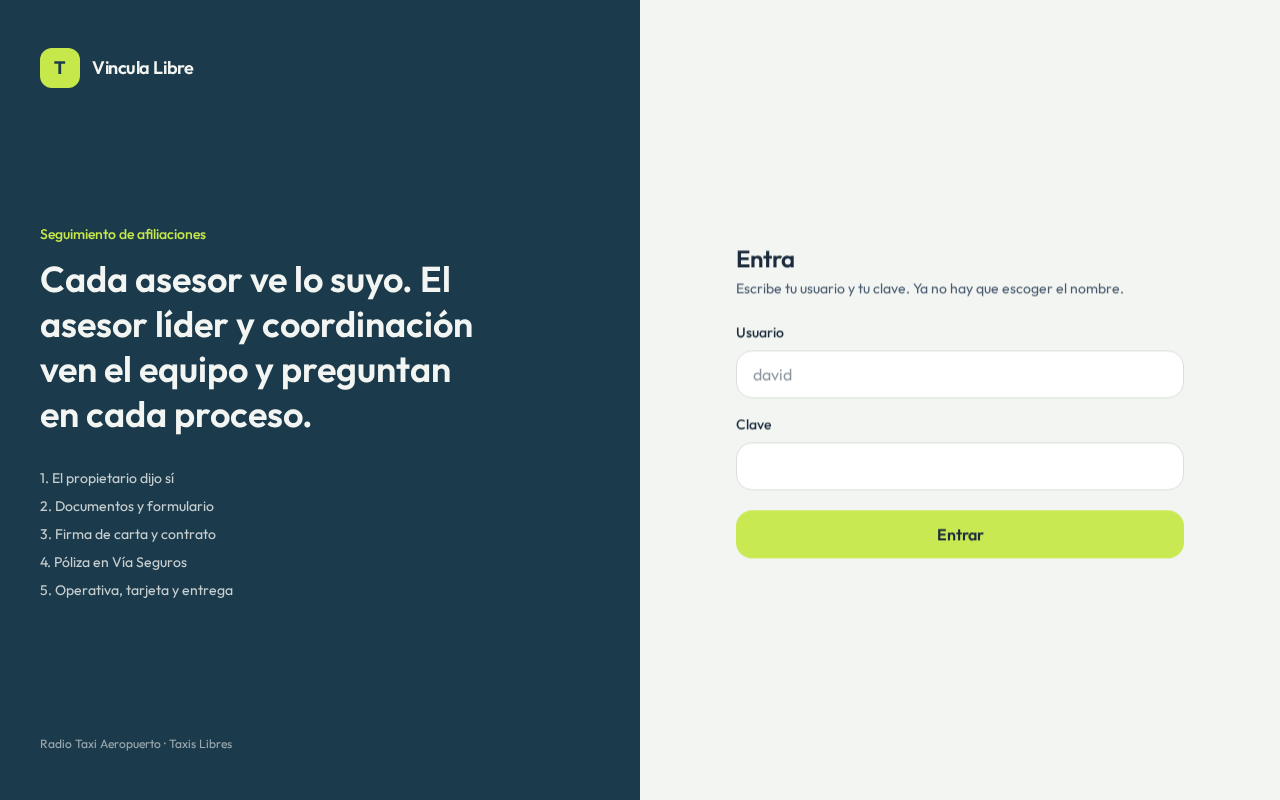 T
Vincula Libre
Seguimiento de afiliaciones
Cada asesor ve lo suyo. El
asesor líder y coordinación
ven el equipo y preguntan
en cada proceso.
1. El propietario dijo sí
2. Documentos y formulario
3. Firma de carta y contrato
4. Póliza en Vía Seguros
5. Operativa, tarjeta y entrega
Radio Taxi Aeropuerto · Taxis Libres
Entra
Escribe tu usuario y tu clave. Ya no hay que escoger el nombre.
Usuario
david
Clave
Entrar